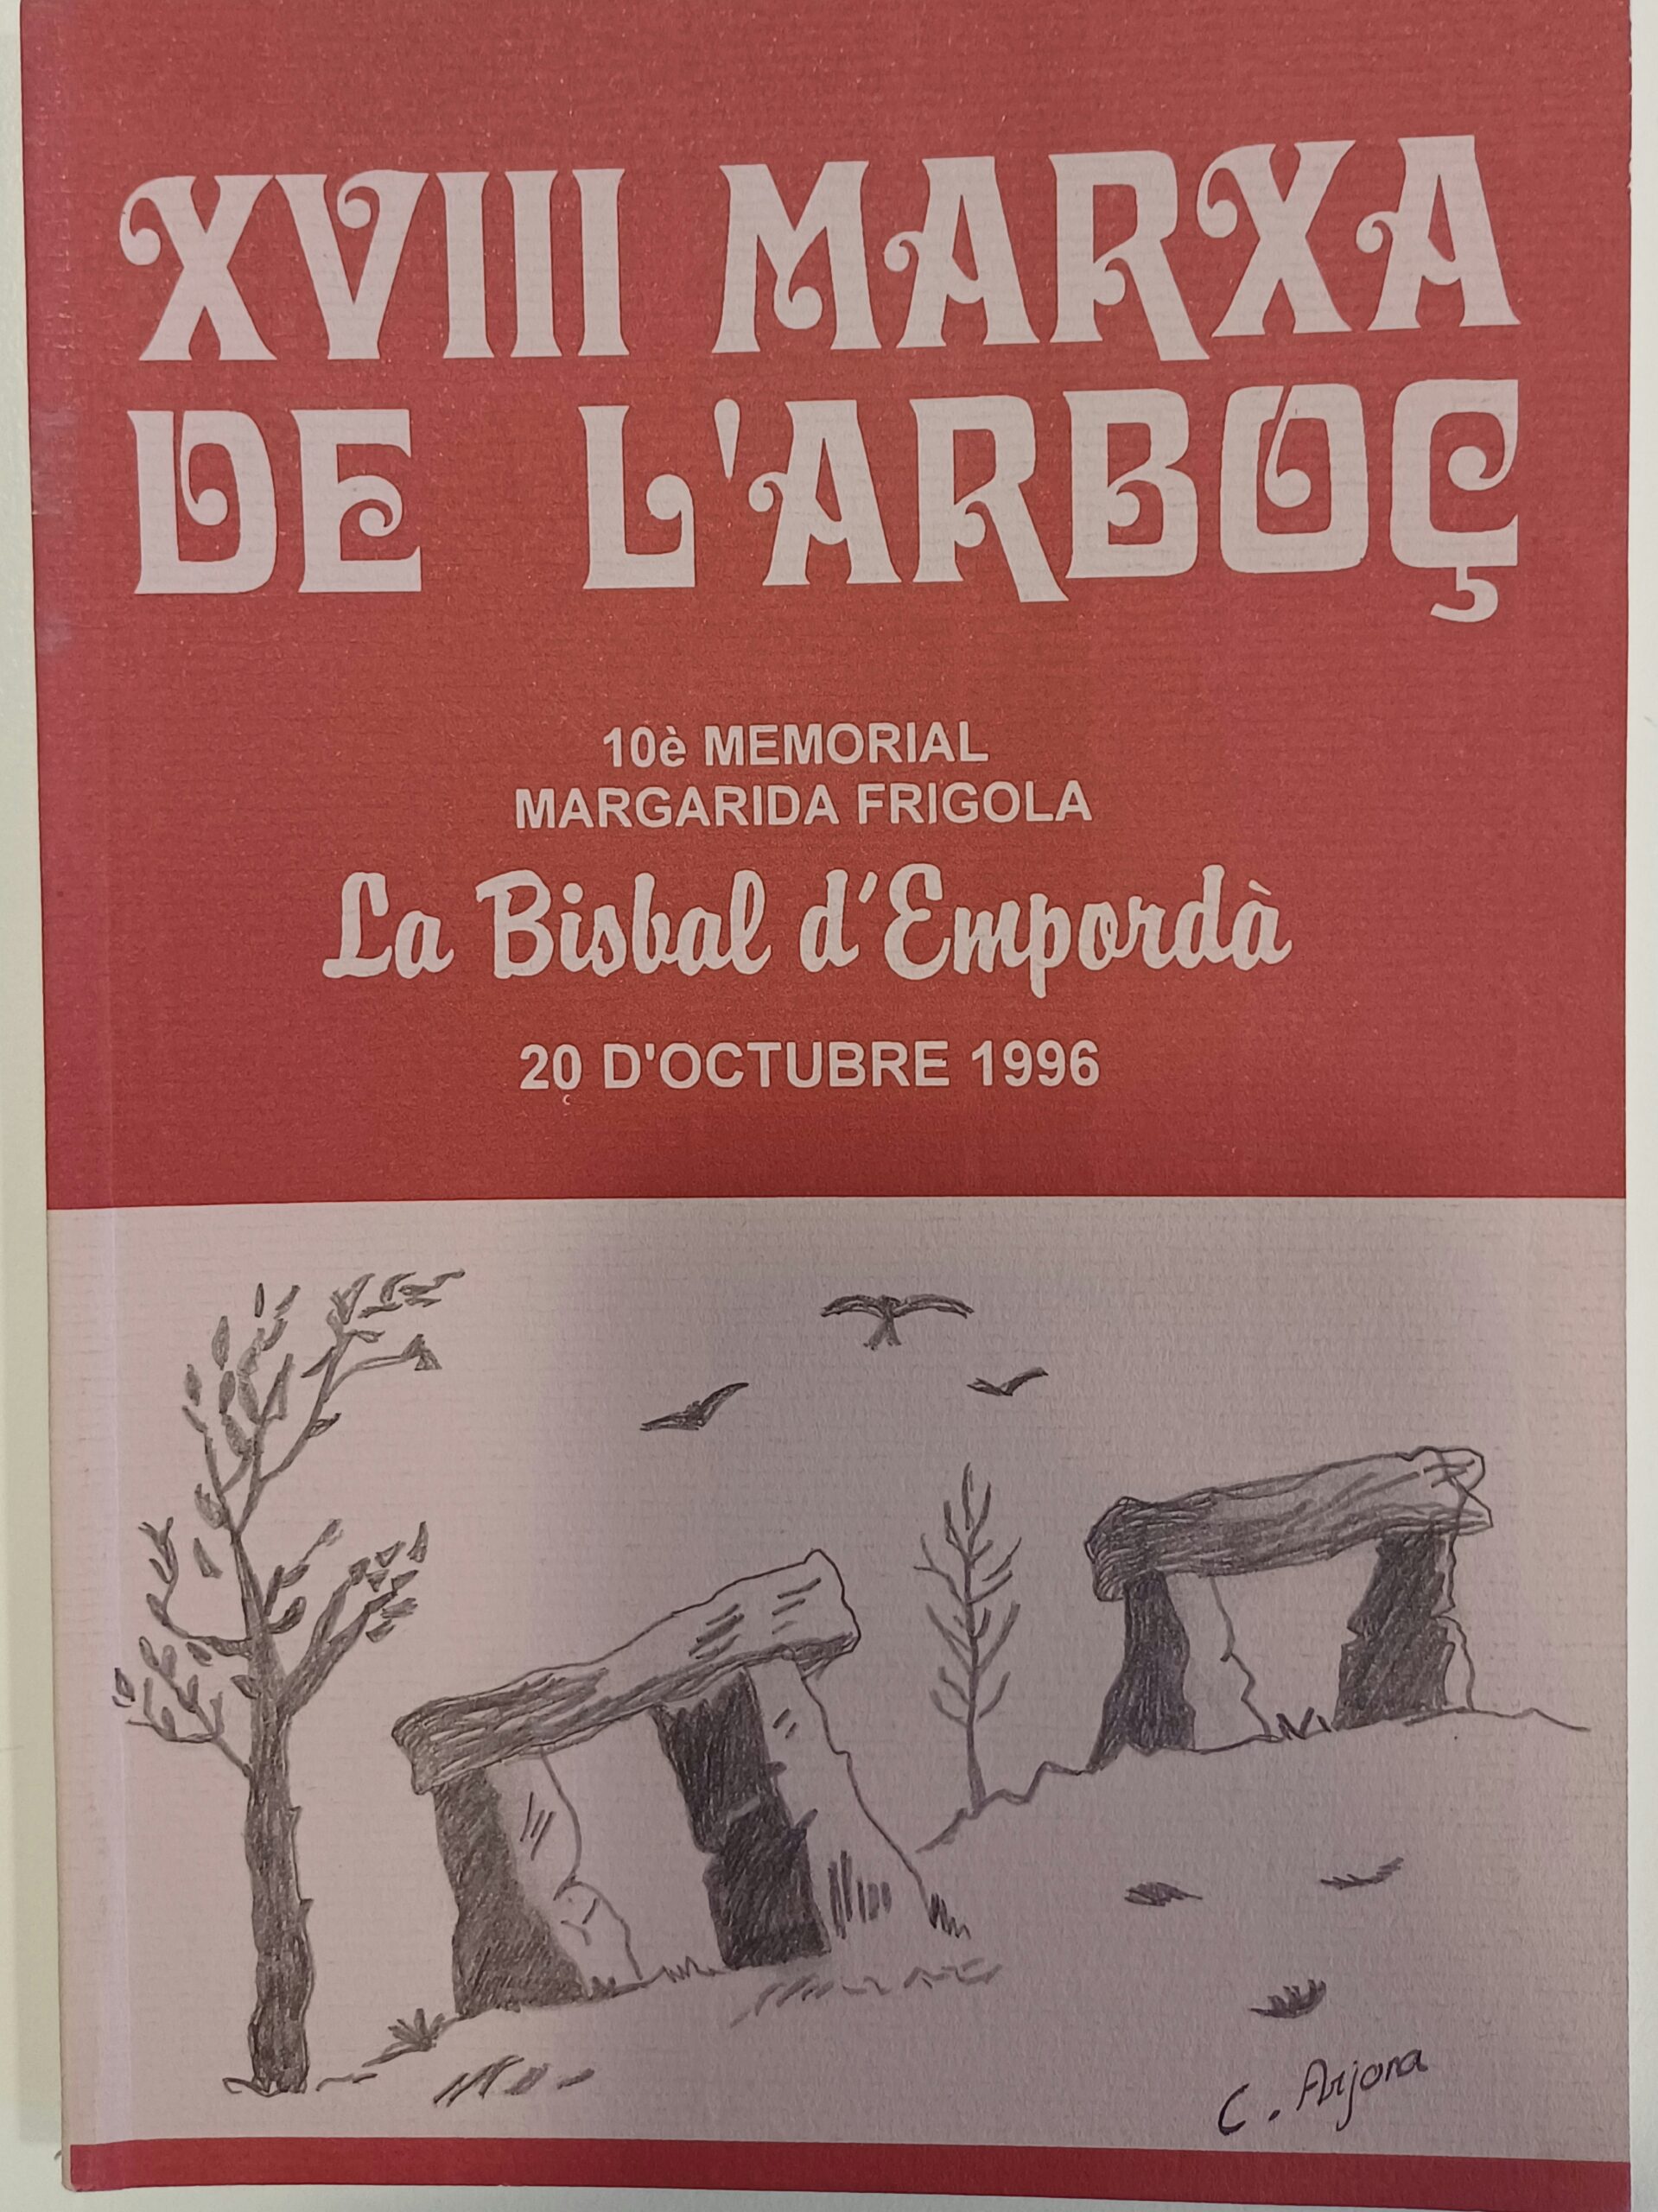 XVIII MARXA
DE L'ARBOÇ
10è MEMORIAL
MARGARIDA FRIGOLA
La Bisbal d'Empordà
20 D'OCTUBRE 1996
C. Arjona